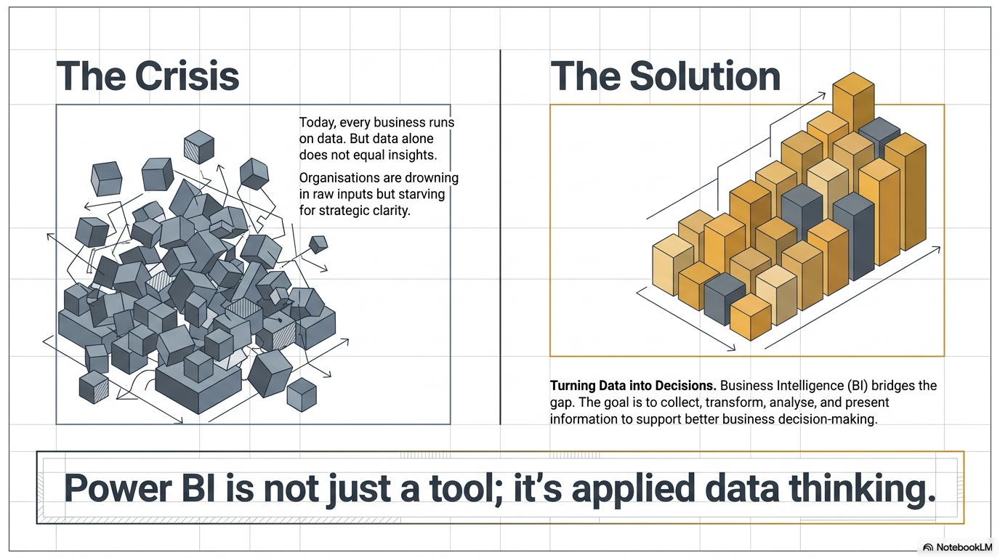 The Crisis
Today, every business runs
on data. But data alone
does not equal insights.
Organisations are drowning
in raw inputs but starving
for strategic clarity.
The Solution
Turning Data into Decisions. Business Intelligence (BI) bridges the
gap. The goal is to collect, transform, analyse, and present
information to support better business decision-making.
Power BI is not just a tool; it’s applied data thinking.
NotebookLM